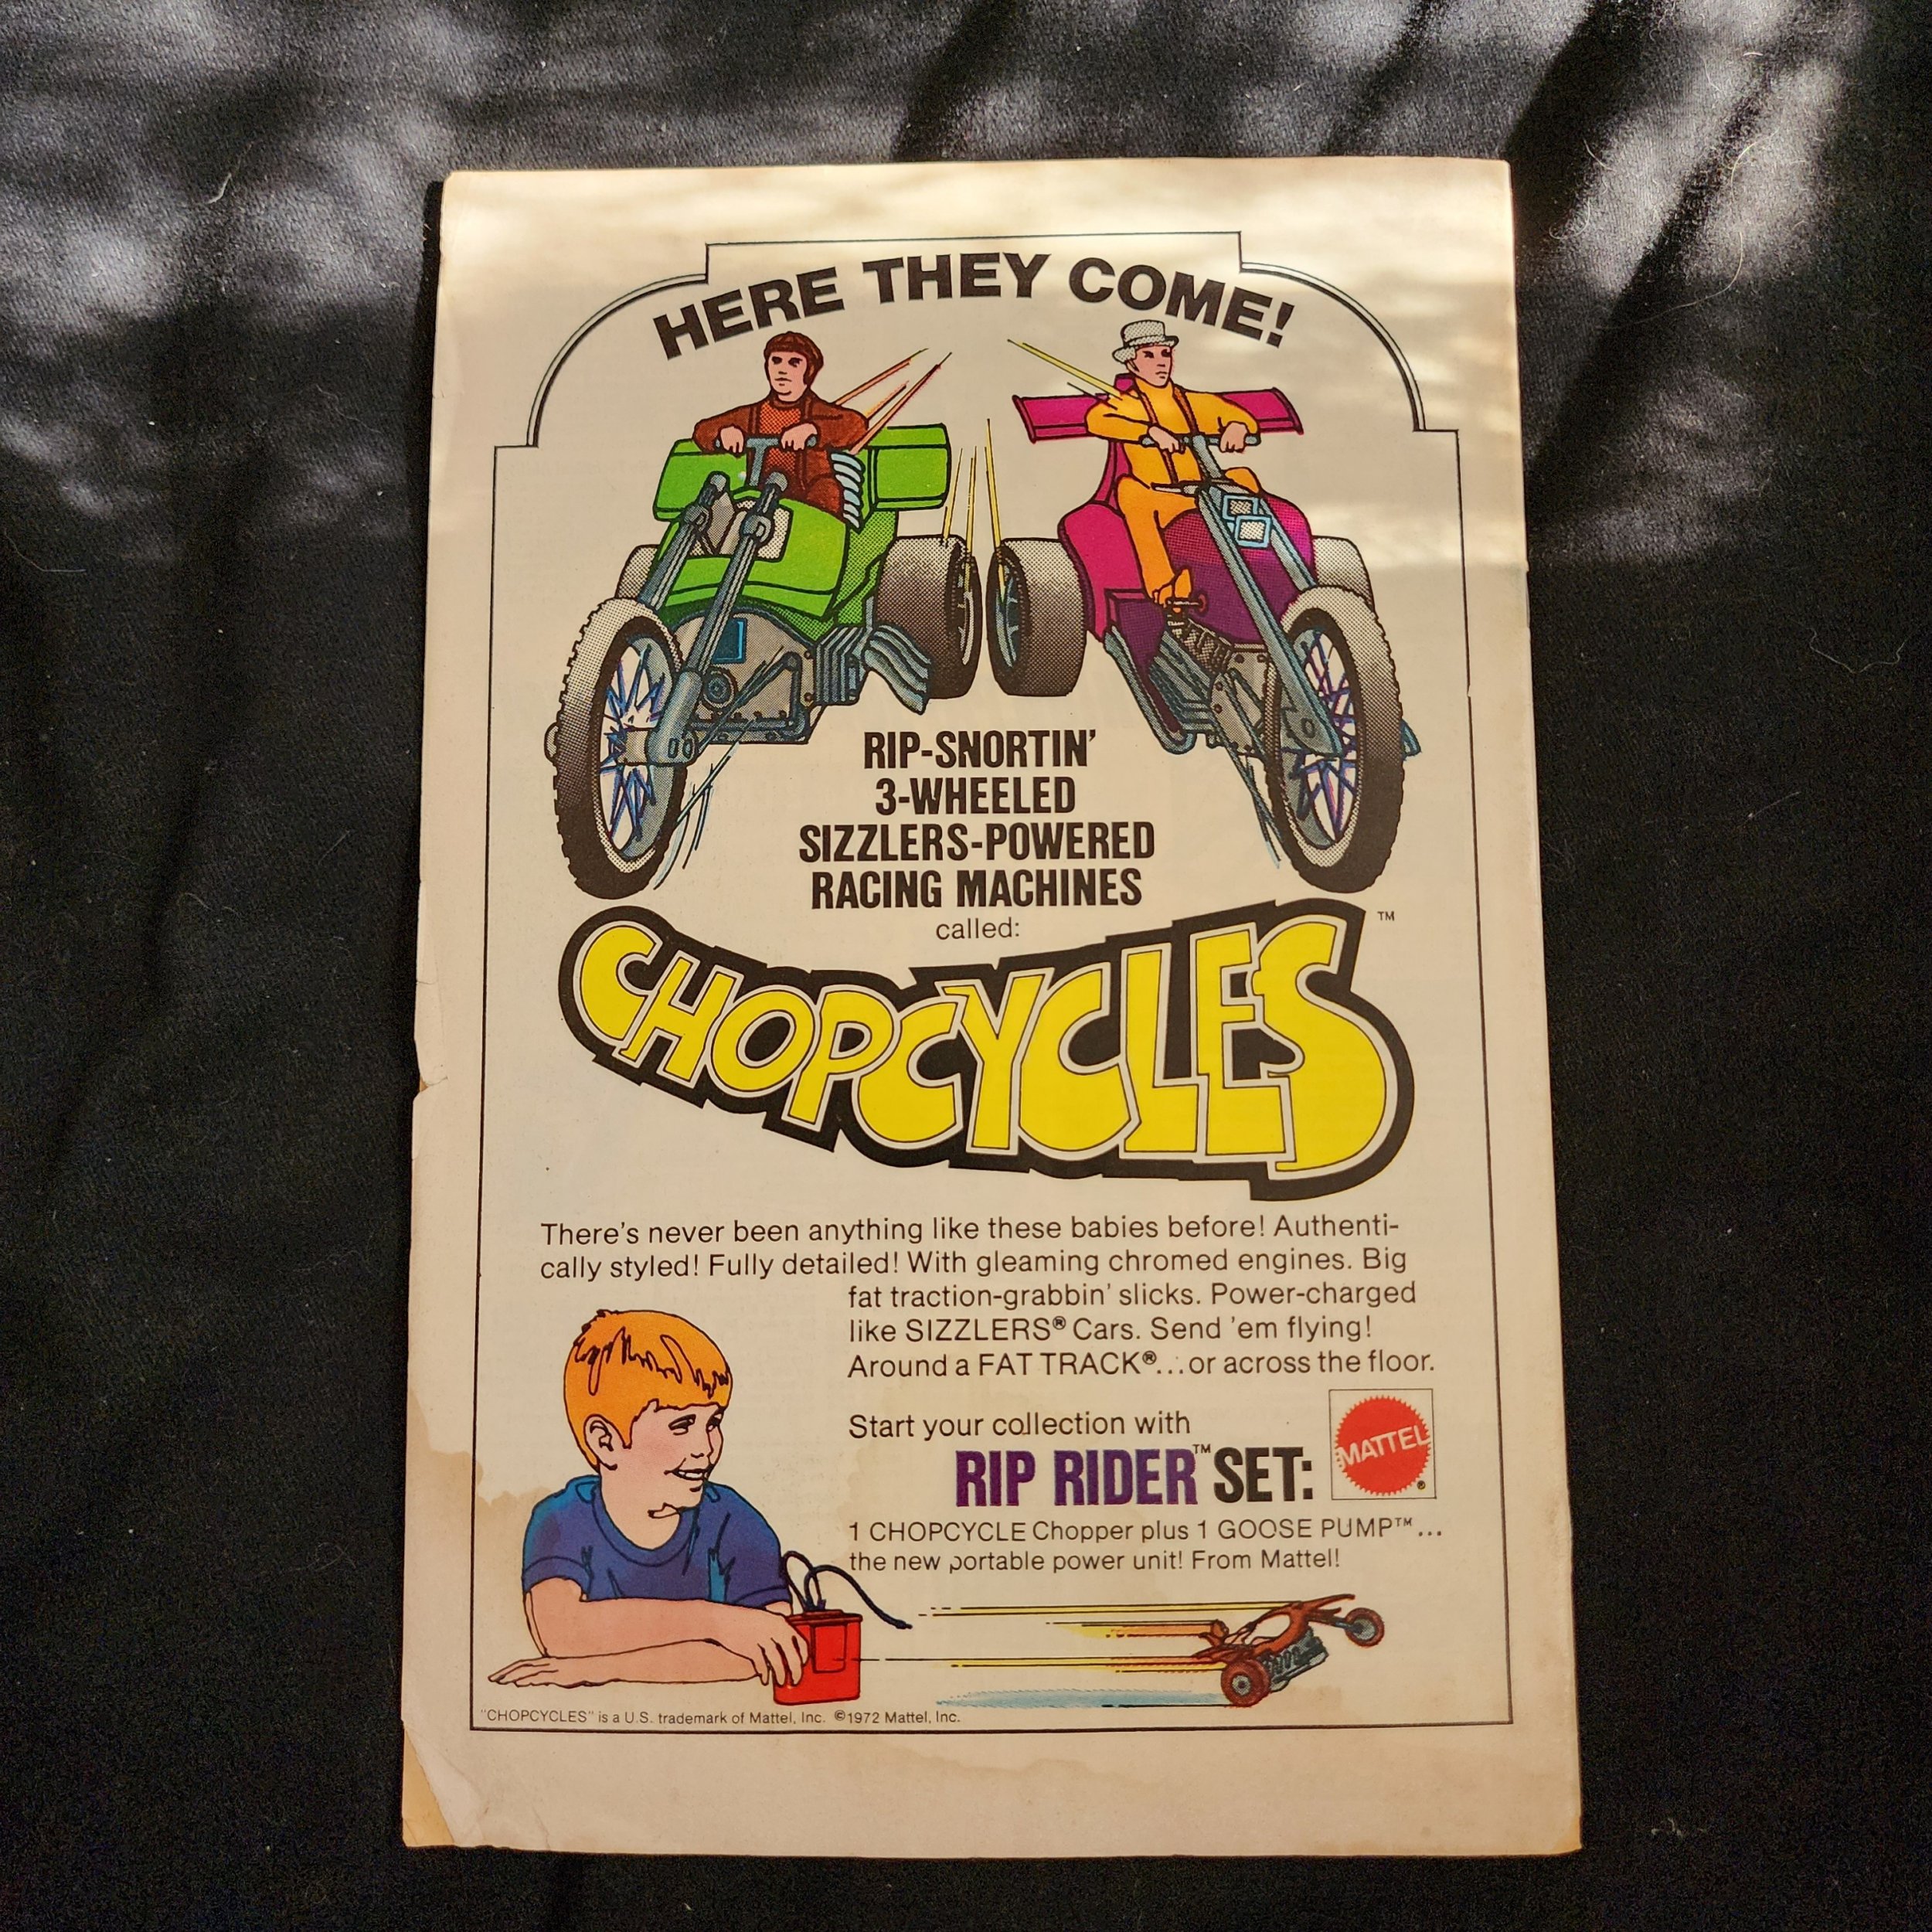 HERE THEY COME!
RIP-SNORTIN'
3-WHEELED
SIZZLERS-POWERED
RACING MACHINES
called:
CHOPCYCLES™
There's never been anything like these babies before! Authenti-
cally styled! Fully detailed! With gleaming chromed engines. Big
fat traction-grabbin' slicks. Power-charged
like SIZZLERS® Cars. Send 'em flying!
Around a FAT TRACK®...or across the floor.
Start your collection with
RIP RIDER™ SET:
MATTEL®
1 CHOPCYCLE Chopper plus 1 GOOSE PUMP™...
the new portable power unit! From Mattel!
"CHOPCYCLES" is a U.S. trademark of Mattel, Inc. ©1972 Mattel, Inc.